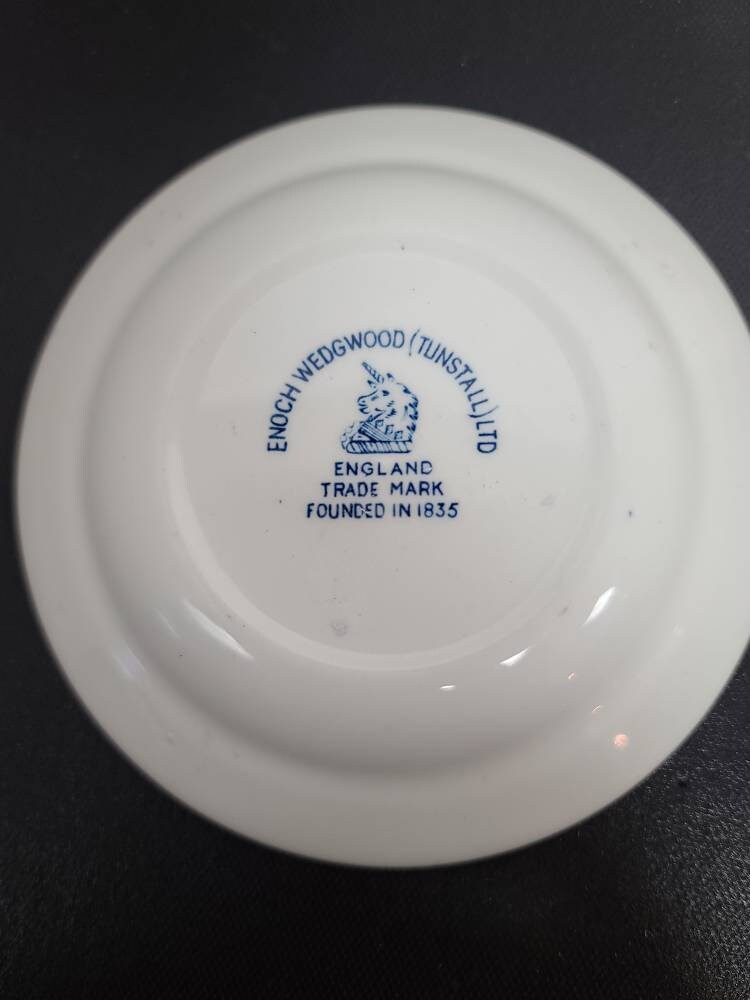 ENOCH WEDGWOOD (TUNSTALL) LTD
ENGLAND
TRADE MARK
FOUNDED IN 1835